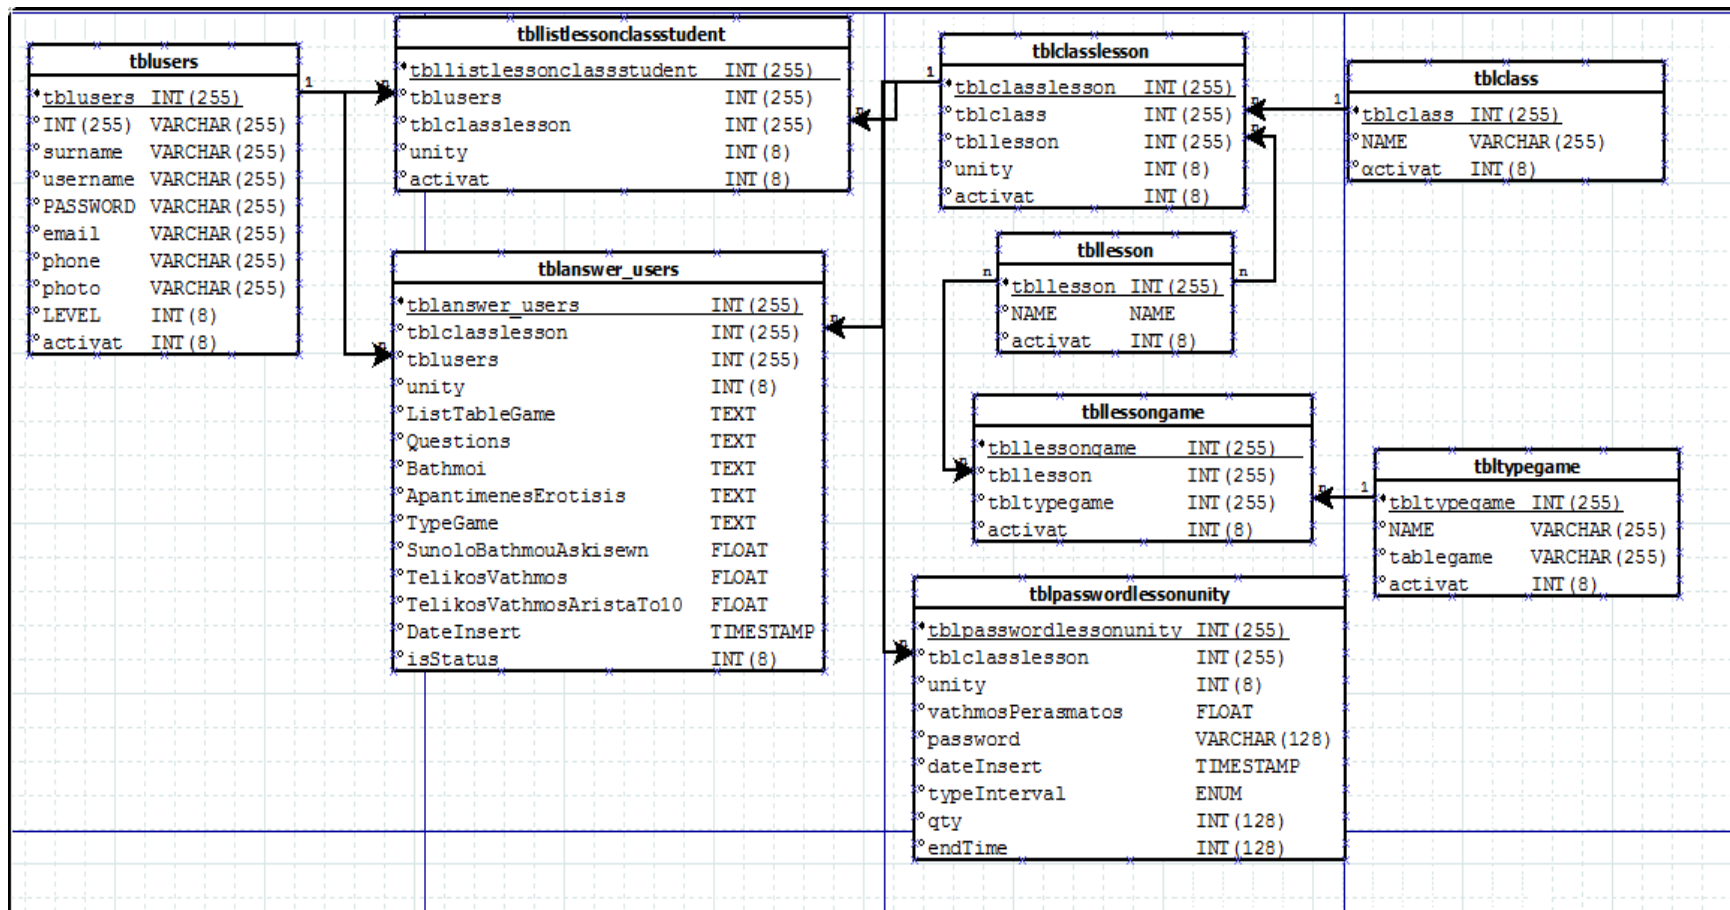 tblusers
tblusers INT(255)
INT(255) VARCHAR(255)
surname VARCHAR(255)
username VARCHAR(255)
PASSWORD VARCHAR(255)
email VARCHAR(255)
phone VARCHAR(255)
photo VARCHAR(255)
LEVEL INT(8)
activat INT(8)
1
n
n
tbllistlessonclassstudent
tbllistlessonclassstudent INT(255)
tblusers INT(255)
tblclasslesson INT(255)
unity INT(8)
activat INT(8)
n
tblanswer_users
tblanswer_users INT(255)
tblclasslesson INT(255)
tblusers INT(255)
unity INT(8)
ListTableGame TEXT
Questions TEXT
Bathmoi TEXT
ApantimenesErotisis TEXT
TypeGame TEXT
SunoloBathmouAskisewn FLOAT
TelikosVathmos FLOAT
TelikosVathmosAristaTo10 FLOAT
DateInsert TIMESTAMP
isStatus INT(8)
n
1
tblclasslesson
tblclasslesson INT(255)
tblclass INT(255)
tbllesson INT(255)
unity INT(8)
activat INT(8)
n
n
1
tblclass
tblclass INT(255)
NAME VARCHAR(255)
αctivat INT(8)
tbllesson
tbllesson INT(255)
NAME NAME
activat INT(8)
n
n
tbllessongame
tbllessongame INT(255)
tbllesson INT(255)
tbltypegame INT(255)
activat INT(8)
n
n
1
tbltypegame
tbltypegame INT(255)
NAME VARCHAR(255)
tablegame VARCHAR(255)
activat INT(8)
tblpasswordlessonunity
tblpasswordlessonunity INT(255)
tblclasslesson INT(255)
unity INT(8)
vathmosPerasmatos FLOAT
password VARCHAR(128)
dateInsert TIMESTAMP
typeInterval ENUM
qty INT(128)
endTime INT(128)
n